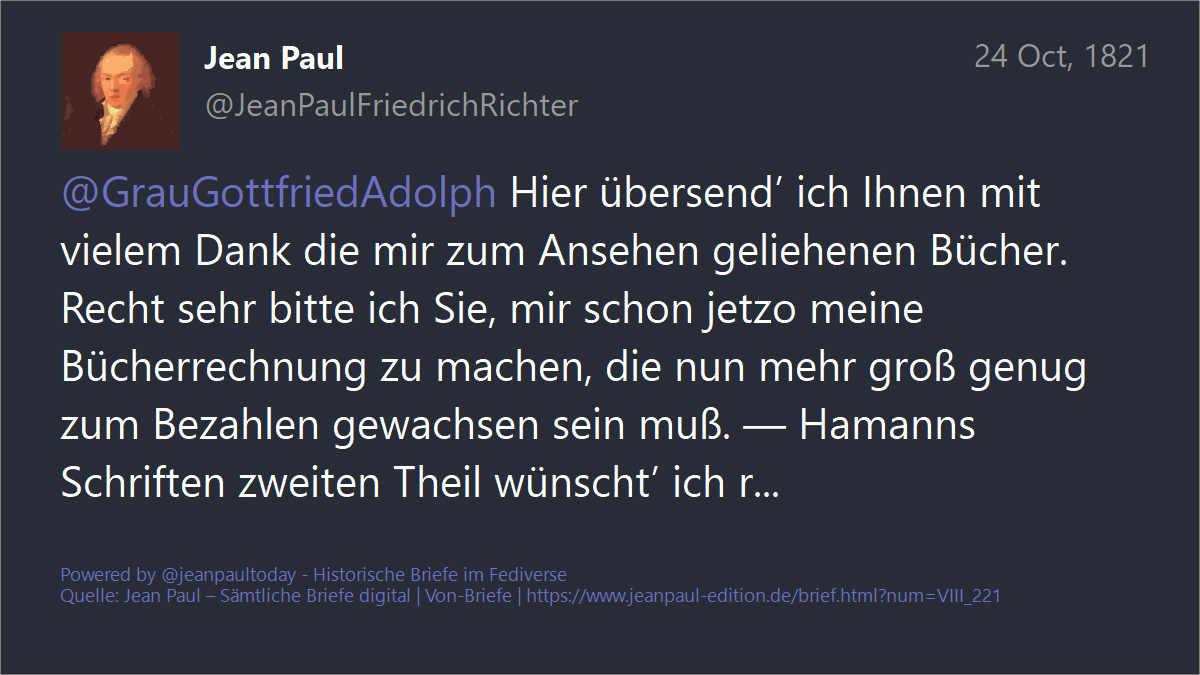 Jean Paul
24 Oct, 1821
@JeanPaulFriedrichRichter
@GrauGottfriedAdolph Hier übersend’ ich Ihnen mit
vielem Dank die mir zum Ansehen geliehenen Bücher.
Recht sehr bitte ich Sie, mir schon jetzo meine
Bücherrechnung zu machen, die nun mehr groß genug
zum Bezahlen gewachsen sein muß. — Hamanns
Schriften zweiten Theil wünscht’ ich r...
Powered by @jeanpaultoday - Historische Briefe im Fediverse
Quelle: Jean Paul – Sämtliche Briefe digital | Von-Briefe | https://www.jeanpaul-edition.de/brief.html?num=VIII_221